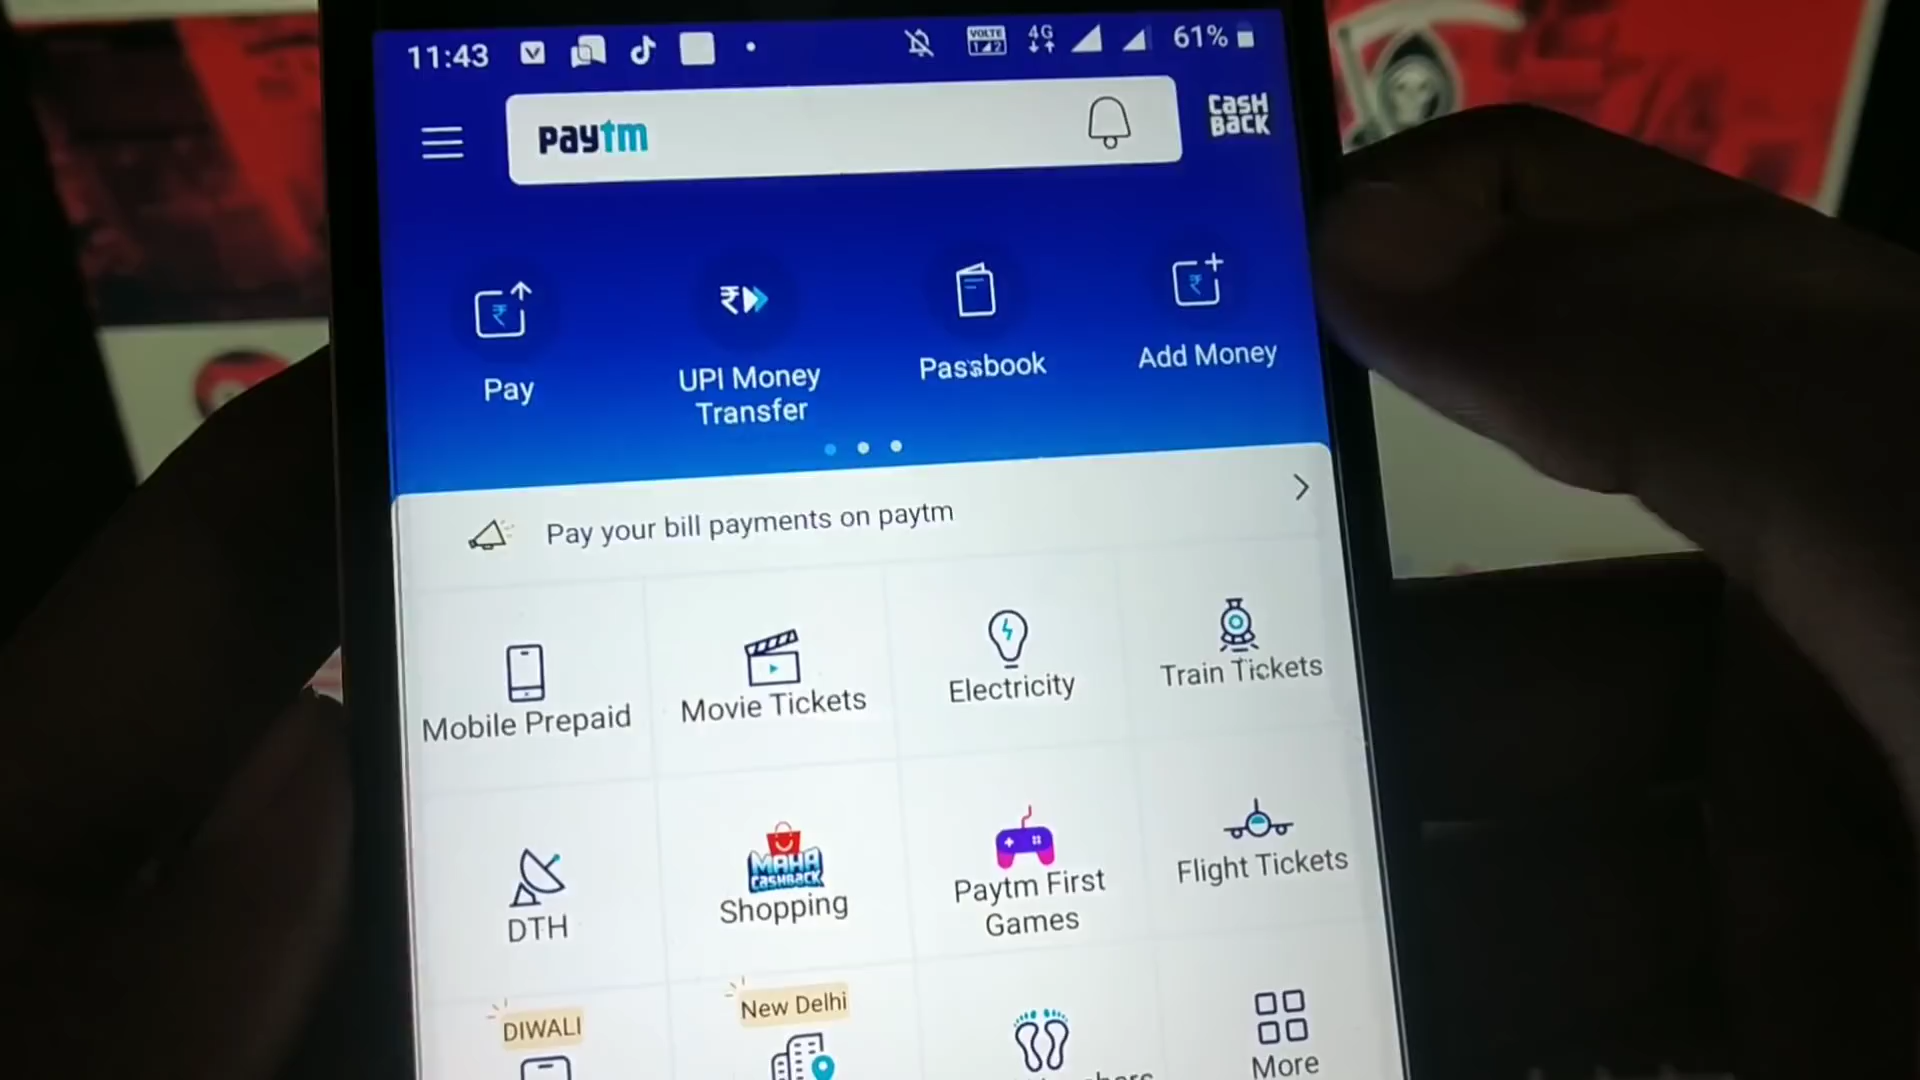 11:43
VoLTE
4G
61%
paytm
CASH
BACK
Pay
UPI Money
Transfer
Passbook
Add Money
Pay your bill payments on paytm
Mobile Prepaid
Movie Tickets
Electricity
Train Tickets
DTH
MAHA
CASHBACK
Shopping
Paytm First
Games
Flight Tickets
DIWALI
New Delhi
More